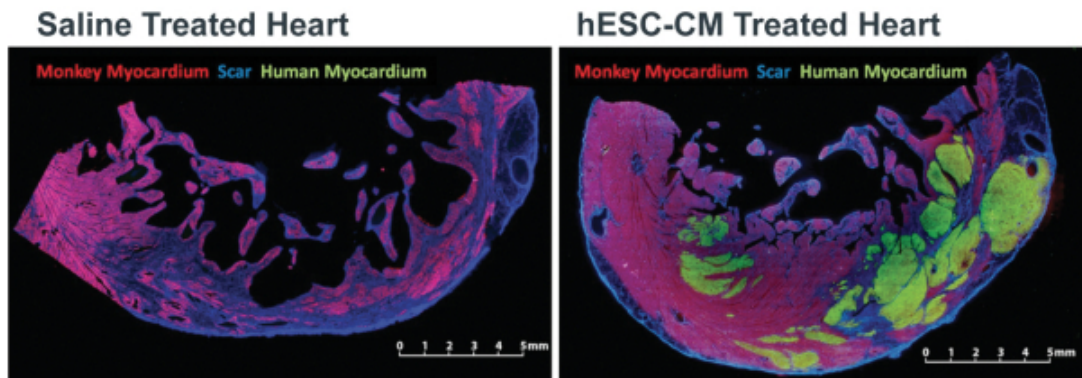 Saline Treated Heart
hESC-CM Treated Heart
Monkey Myocardium Scar Human Myocardium
Monkey Myocardium Scar Human Myocardium
0 1 2 3 4 5mm
0 1 2 3 4 5mm